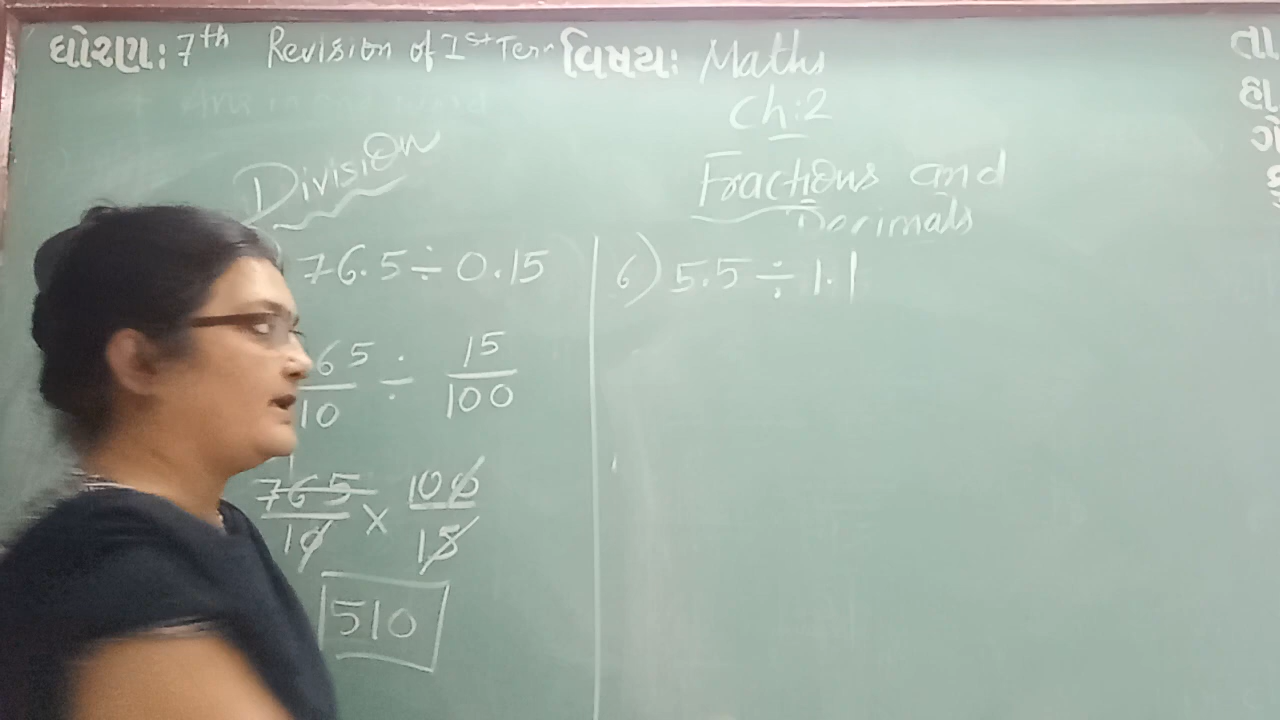 ધોરણ: 7th Revision of 1st Term વિષય: Maths
Ch:2
Fractions and
Decimals
Division
76.5 ÷ 0.15
65/10 ÷ 15/100
765/10 × 100/15
510
6) 5.5 ÷ 1.1
તા
હા
ગે